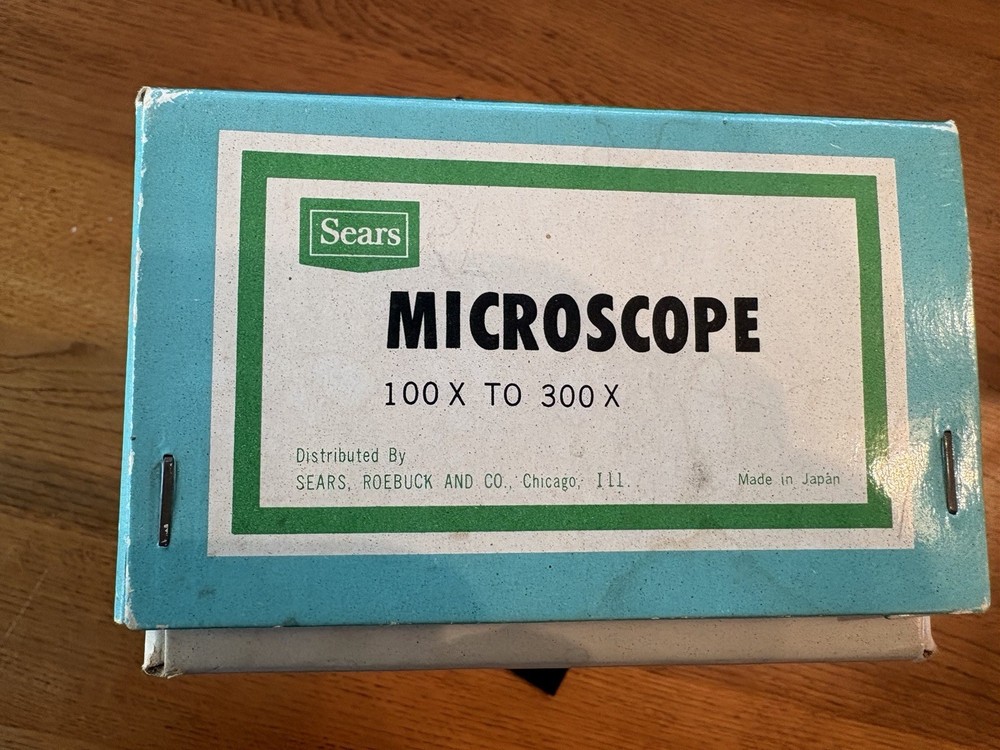 Sears
MICROSCOPE
100X TO 300X
Distributed By
SEARS, ROEBUCK AND CO., Chicago, Ill.
Made in Japan